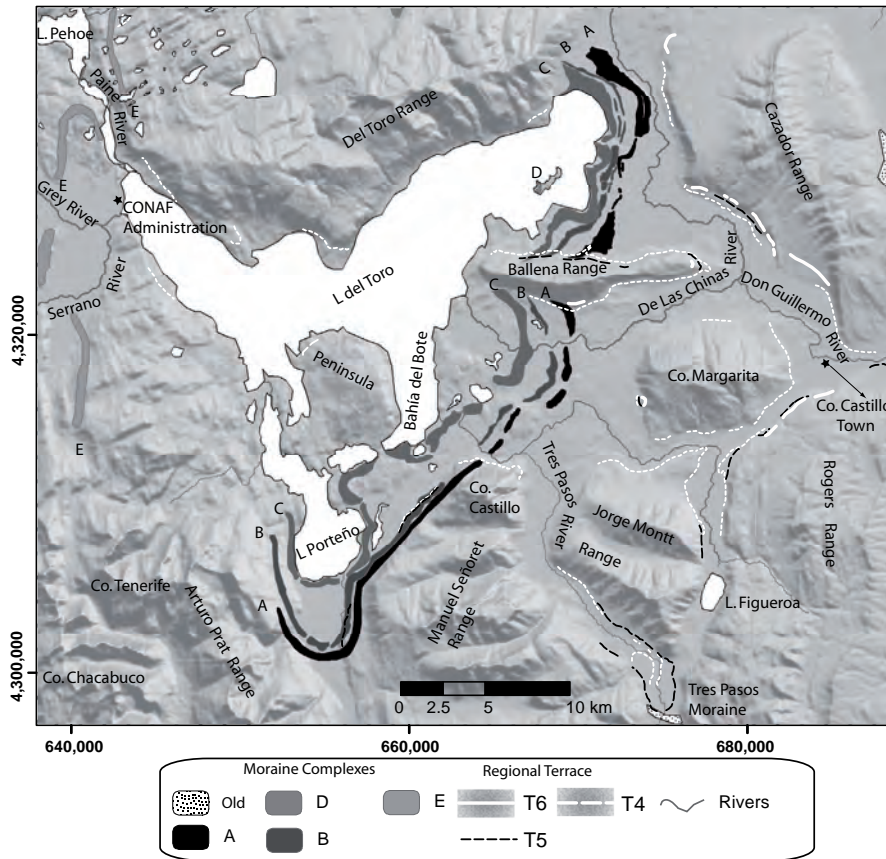 L. Pehoe
Paine
River
E
Del Toro Range
C B A
Cazador Range
E
Grey River
CONAF
Administration
D
L del Toro
Ballena Range
River
De Las Chinas
Don Guillermo
River
Serrano
River
C B A
4,320,000
Peninsula
Bahía del Bote
Co. Margarita
Co. Castillo
Town
E
Tres Pasos
River
Range
Co.
Castillo
Jorge Montt
Rogers
Range
C
B
A
L Porteño
Co. Tenerife
Arturo Prat
Range
Manuel Señoret
Range
L. Figueroa
4,300,000
Co. Chacabuco
0 2.5 5 10 km
Tres Pasos
Moraine
640,000 660,000 680,000
Moraine Complexes Regional Terrace
Old D E T6 T4 Rivers
A B T5